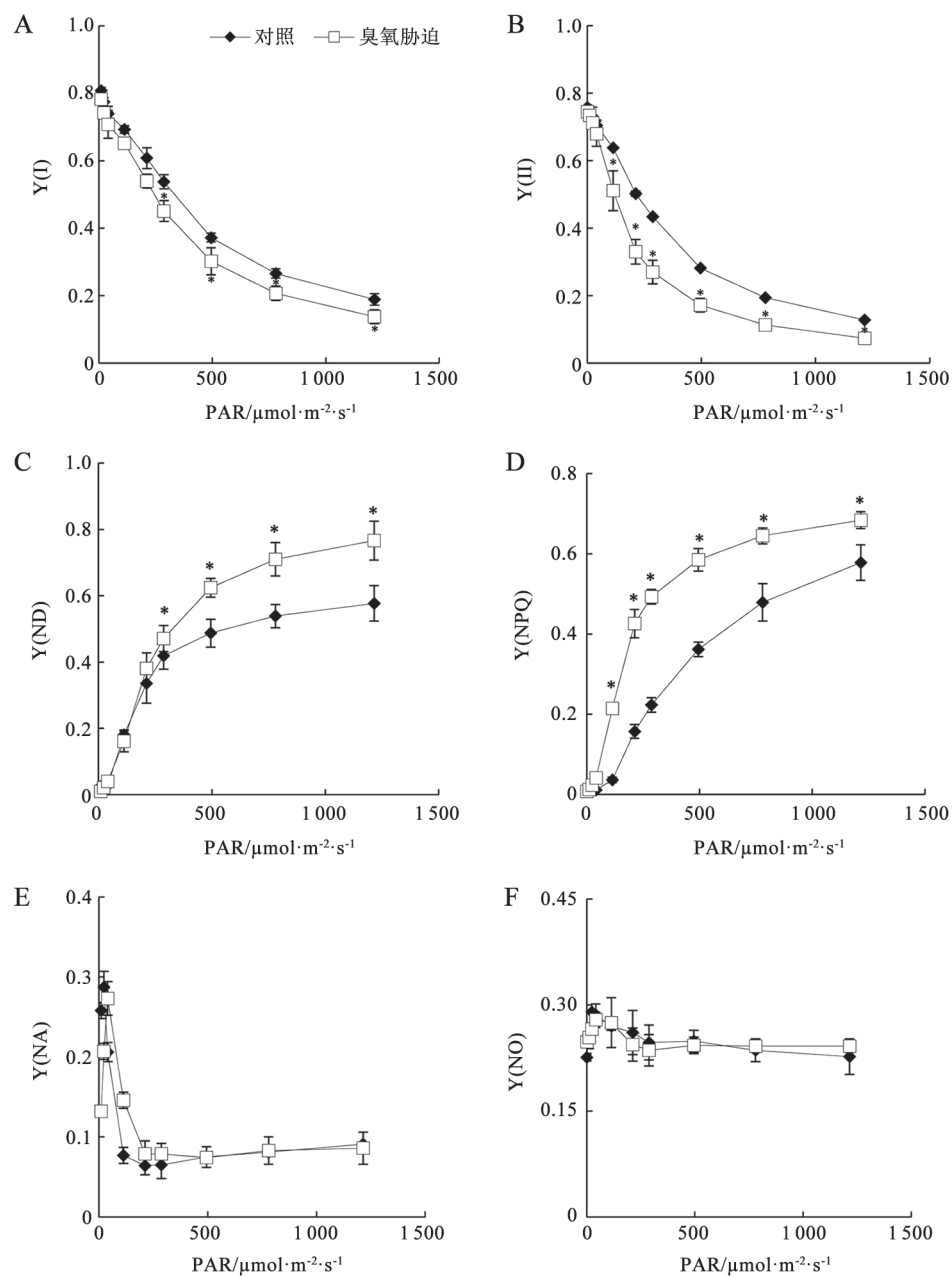 A
对照 臭氧胁迫
1.0
0.8
0.6
0.4
0.2
0
Y(I)
* * * *
0 500 1 000 1 500
PAR/µmol·m⁻²·s⁻¹
B
1.0
0.8
0.6
0.4
0.2
0
Y(II)
* * * * * *
0 500 1 000 1 500
PAR/µmol·m⁻²·s⁻¹
C
1.0
0.8
0.6
0.4
0.2
0
Y(ND)
* * * *
0 500 1 000 1 500
PAR/µmol·m⁻²·s⁻¹
D
0.8
0.6
0.4
0.2
0
Y(NPQ)
* * * * * *
0 500 1 000 1 500
PAR/µmol·m⁻²·s⁻¹
E
0.4
0.3
0.2
0.1
0
Y(NA)
0 500 1 000 1 500
PAR/µmol·m⁻²·s⁻¹
F
0.45
0.30
0.15
0
Y(NO)
0 500 1 000 1 500
PAR/µmol·m⁻²·s⁻¹